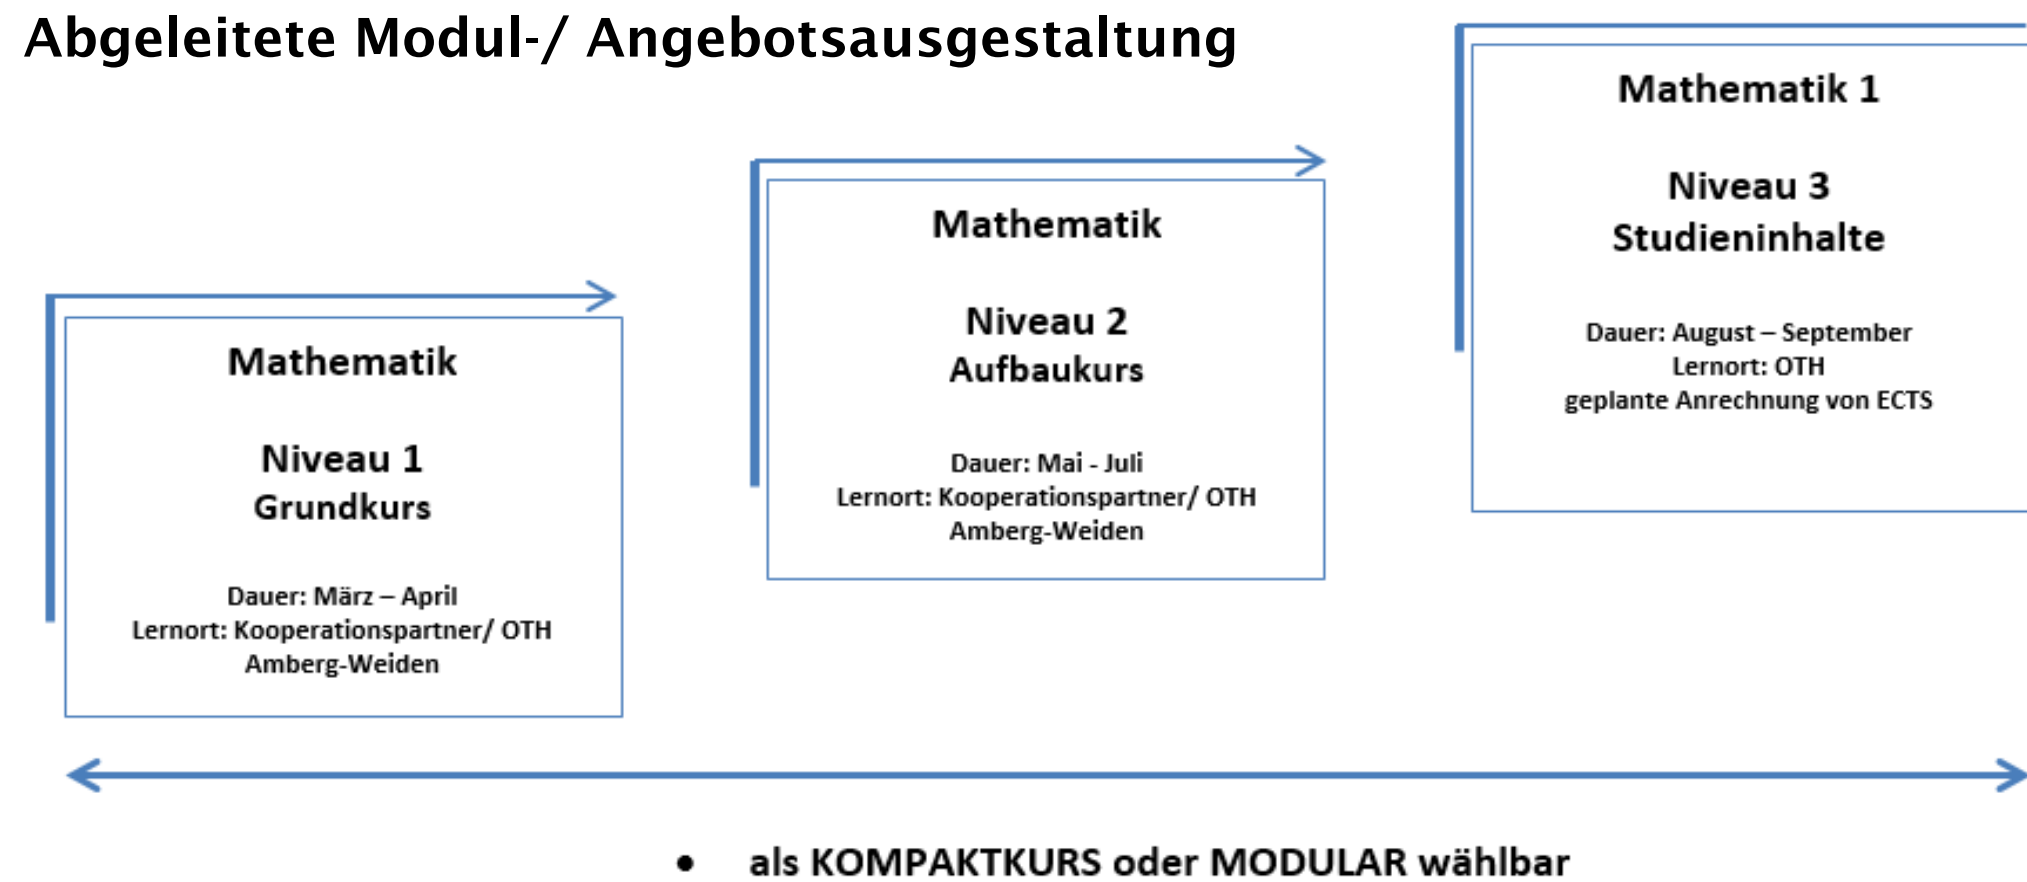 Abgeleitete Modul-/ Angebotsausgestaltung
Mathematik
Niveau 1
Grundkurs
Dauer: März – April
Lernort: Kooperationspartner/ OTH
Amberg-Weiden
Mathematik
Niveau 2
Aufbaukurs
Dauer: Mai - Juli
Lernort: Kooperationspartner/ OTH
Amberg-Weiden
Mathematik 1
Niveau 3
Studieninhalte
Dauer: August – September
Lernort: OTH
geplante Anrechnung von ECTS
• als KOMPAKTKURS oder MODULAR wählbar